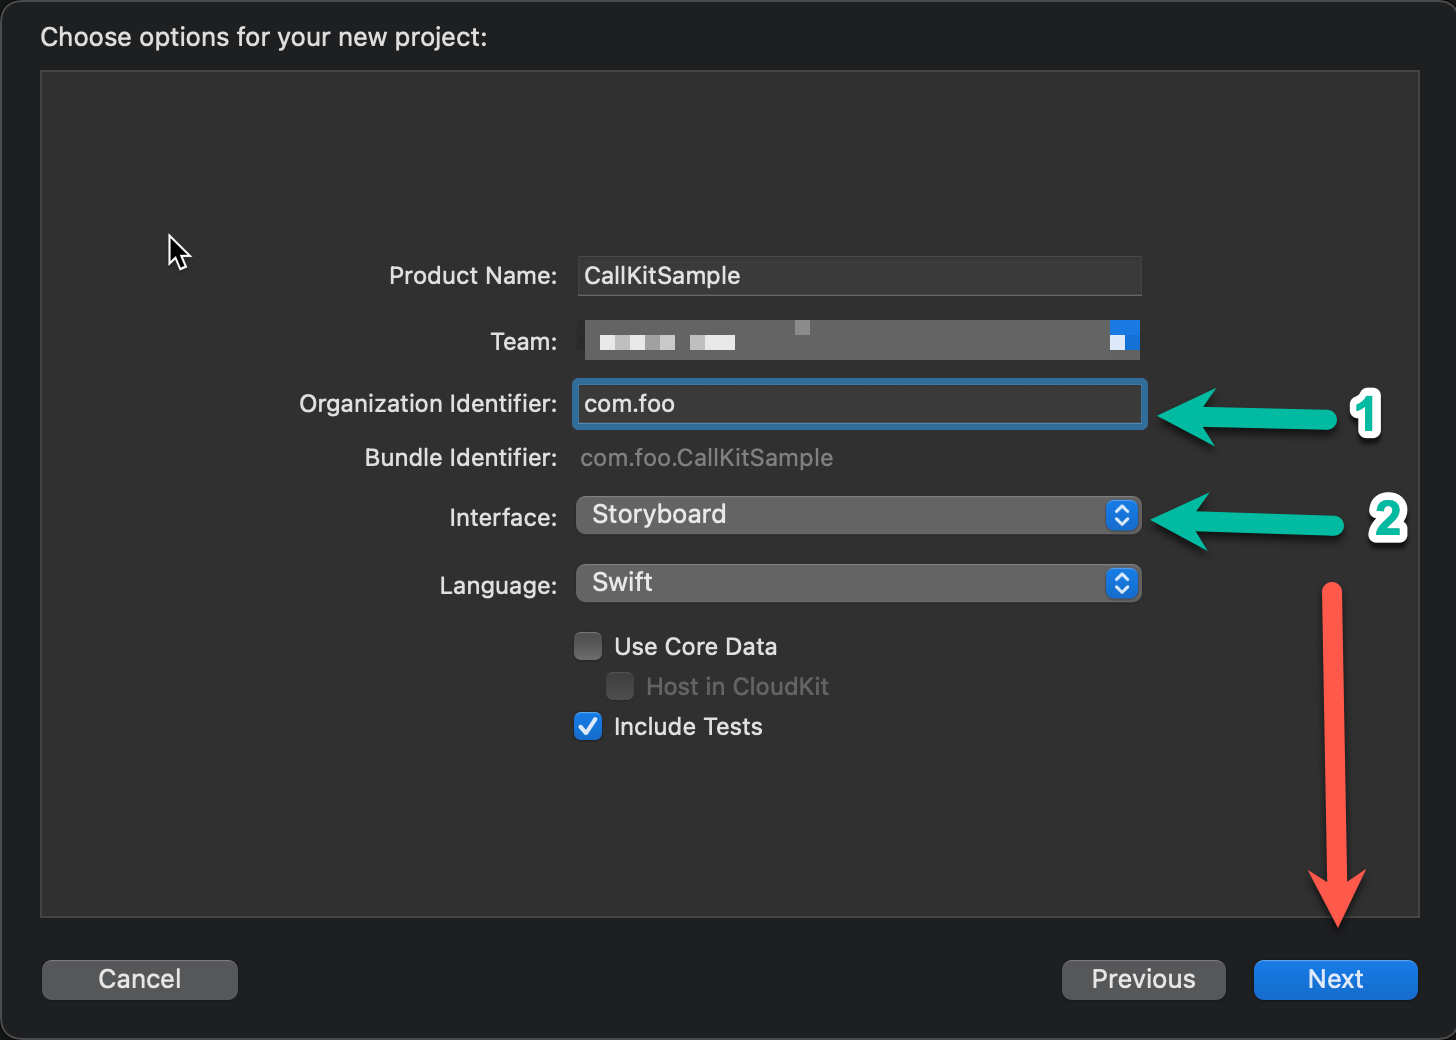 Choose options for your new project:
Product Name: CallKitSample
Team:
Organization Identifier: com.foo
1
Bundle Identifier: com.foo.CallKitSample
Interface: Storyboard
2
Language: Swift
Use Core Data
Host in CloudKit
Include Tests
Cancel
Previous
Next